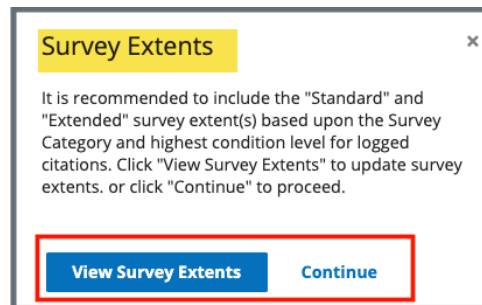 Survey Extents
×
It is recommended to include the "Standard" and
"Extended" survey extent(s) based upon the Survey
Category and highest condition level for logged
citations. Click "View Survey Extents" to update survey
extents. or click "Continue" to proceed.
View Survey Extents Continue